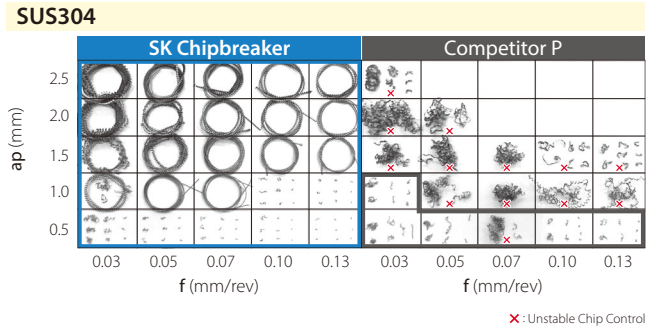 SUS304
SK Chipbreaker
Competitor P
ap (mm)
2.5
2.0
1.5
1.0
0.5
0.03 0.05 0.07 0.10 0.13 0.03 0.05 0.07 0.10 0.13
f (mm/rev) f (mm/rev)
✕ : Unstable Chip Control